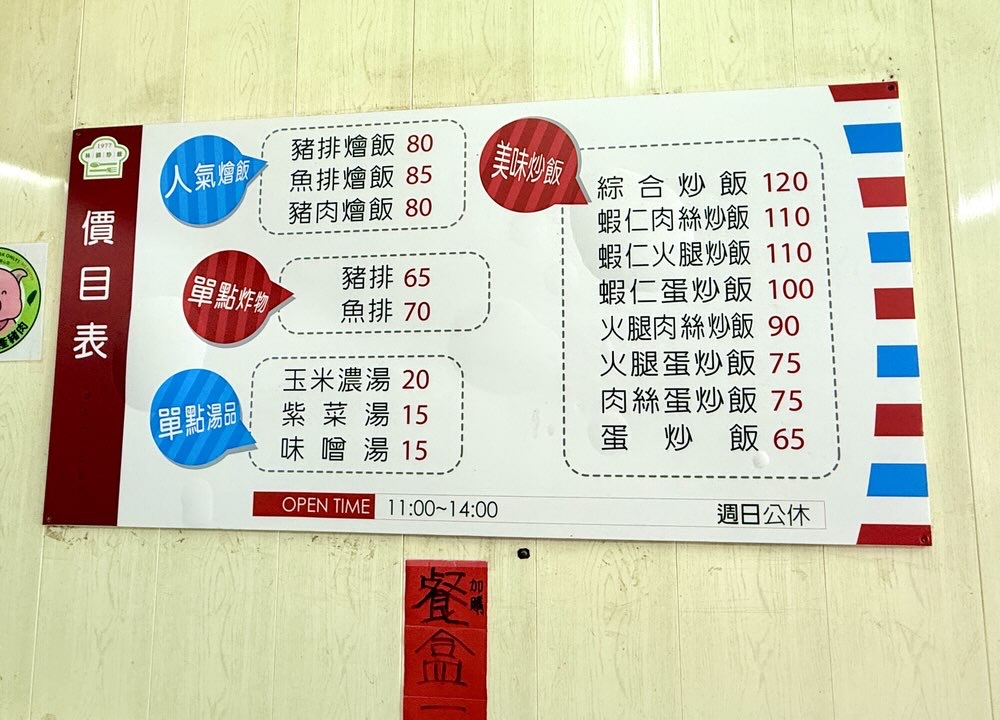 1977
價目表
人氣燴飯
豬排燴飯 80
魚排燴飯 85
豬肉燴飯 80
單點炸物
豬排 65
魚排 70
單點湯品
玉米濃湯 20
紫菜湯 15
味噌湯 15
美味炒飯
綜合炒飯 120
蝦仁肉絲炒飯 110
蝦仁火腿炒飯 110
蝦仁蛋炒飯 100
火腿肉絲炒飯 90
火腿蛋炒飯 75
肉絲蛋炒飯 75
蛋炒飯 65
OPEN TIME 11:00~14:00
週日公休
豬肉
餐盒一